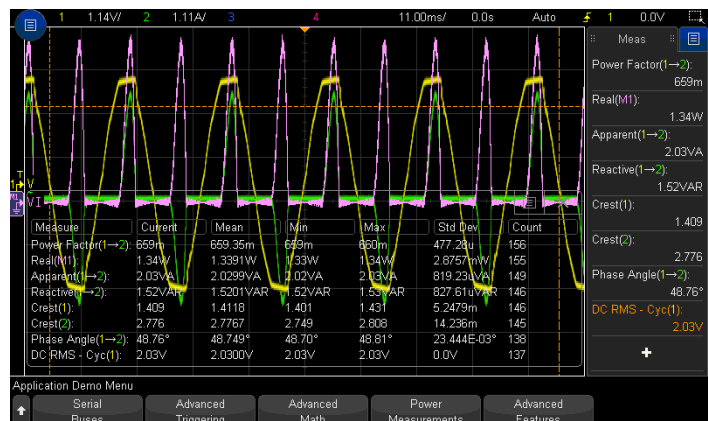 1 1.14V/ 2 1.11A/ 3 4 11.00ms/ 0.0s Auto 1 0.0V
Meas
Power Factor(1→2):
659m
Real(M1):
1.34W
Apparent(1→2):
2.03VA
Reactive(1→2):
1.52VAR
Crest(1):
1.409
Crest(2):
2.776
Phase Angle(1→2):
48.76°
DC RMS - Cyc(1):
2.03V
T
1
V
M1
VI
Measure Current Mean Min Max Std Dev Count
Power Factor(1→2): 659m 659.35m 659m 660m 477.28u 156
Real(M1): 1.34W 1.3391W 1.33W 1.34W 2.8757mW 155
Apparent(1→2): 2.03VA 2.0299VA 2.02VA 2.03VA 819.23uVA 149
Reactive(1→2): 1.52VAR 1.5201VAR 1.52VAR 1.53VAR 827.61uVAR 146
Crest(1): 1.409 1.4118 1.401 1.431 5.2479m 146
Crest(2): 2.776 2.7767 2.749 2.808 14.236m 145
Phase Angle(1→2): 48.76° 48.749° 48.70° 48.81° 23.444E-03° 138
DC RMS - Cyc(1): 2.03V 2.0300V 2.03V 2.03V 0.0V 137
Application Demo Menu
Serial Buses
Advanced Triggering
Advanced Math
Power Measurements
Advanced Features